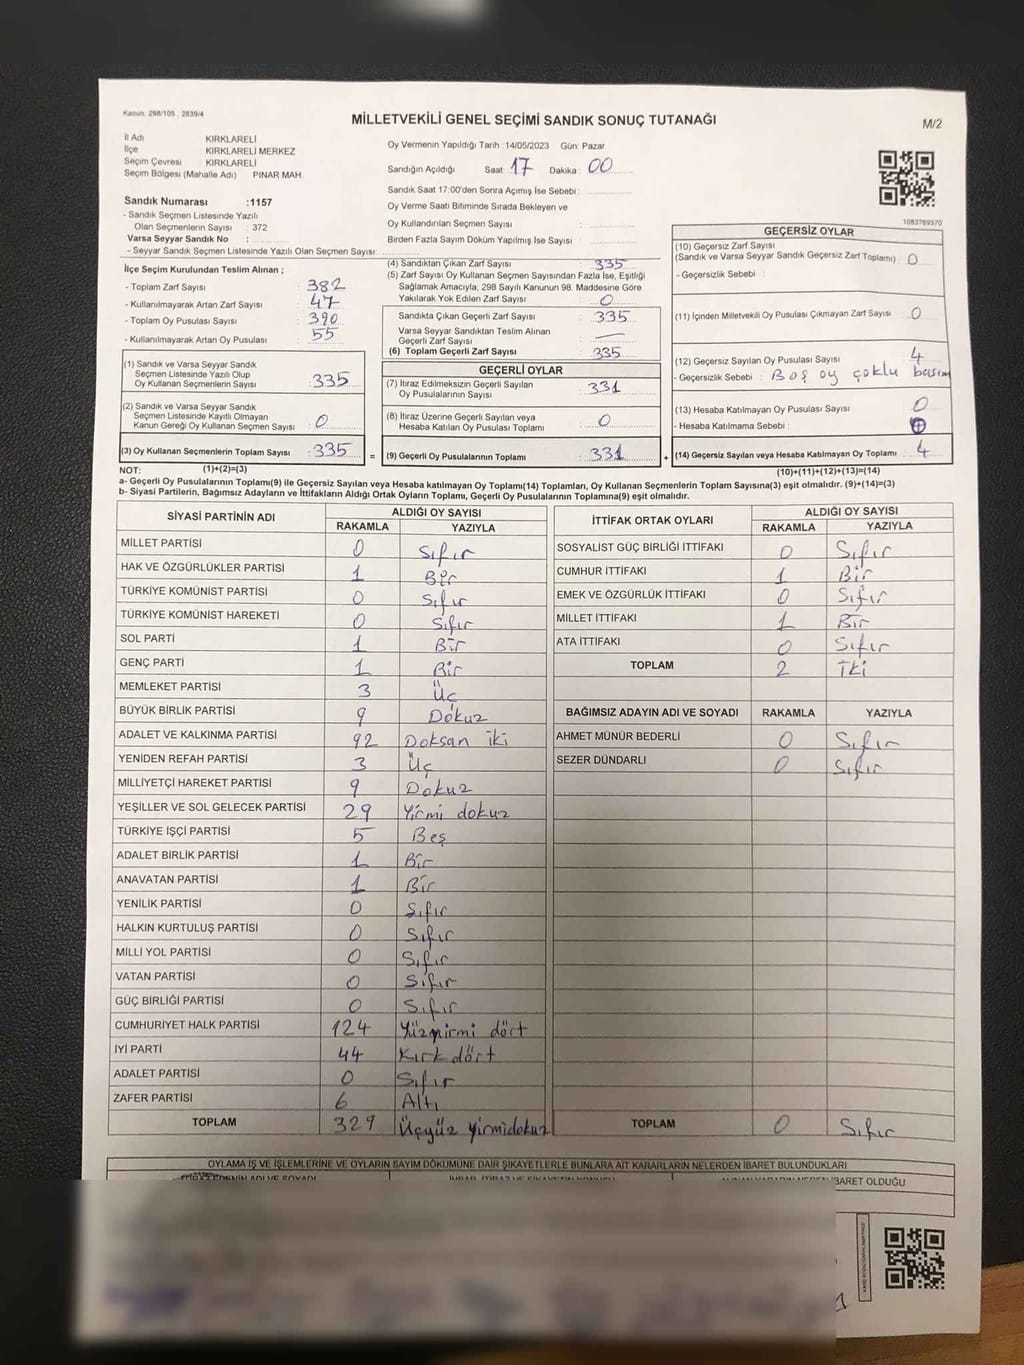 Kanun, 298/105 , 2839/4
MİLLETVEKİLİ GENEL SEÇİMİ SANDIK SONUÇ TUTANAĞI
M/2
İl Adı KIRKLARELİ
İlçe KIRKLARELİ MERKEZ
Seçim Çevresi : KIRKLARELİ
Seçim Bölgesi (Mahalle Adı) PINAR MAH.
Sandık Numarası :1157
- Sandık Seçmen Listesinde Yazılı
Olan Seçmenlerin Sayısı : 372
Varsa Seyyar Sandık No :
- Seyyar Sandık Seçmen Listesinde Yazılı Olan Seçmen Sayısı:
Oy Vermenin Yapıldığı Tarih :14/05/2023 Gün: Pazar
Sandığın Açıldığı Saat: 17 Dakika: 00
Sandık Saat 17:00'den Sonra Açılmış İse Sebebi:
Oy Verme Saati Bitiminde Sırada Bekleyen ve
Oy Kullandırılan Seçmen Sayısı :
Birden Fazla Sayım Döküm Yapılmış İse Sayısı :
1083769370
İlçe Seçim Kurulundan Teslim Alınan ;
- Toplam Zarf Sayısı : 382
- Kullanılmayarak Artan Zarf Sayısı : 47
- Toplam Oy Pusulası Sayısı : 390
- Kullanılmayarak Artan Oy Pusulası : 55
(1) Sandık ve Varsa Seyyar Sandık
Seçmen Listesinde Yazılı Olup
Oy Kullanan Seçmenlerin Sayısı : 335
(2) Sandık ve Varsa Seyyar Sandık
Seçmen Listesinde Kayıtlı Olmayan
Kanun Gereği Oy Kullanan Seçmen Sayısı : 0
(3) Oy Kullanan Seçmenlerin Toplam Sayısı : 335
(1)+(2)=(3)
(4) Sandıktan Çıkan Zarf Sayısı : 335
(5) Zarf Sayısı Oy Kullanan Seçmen Sayısından Fazla İse, Eşitliği
Sağlamak Amacıyla, 298 Sayılı Kanunun 98. Maddesine Göre
Yakılarak Yok Edilen Zarf Sayısı : 0
Sandıkta Çıkan Geçerli Zarf Sayısı : 335
Varsa Seyyar Sandıktan Teslim Alınan
Geçerli Zarf Sayısı : —
(6) Toplam Geçerli Zarf Sayısı : 335
GEÇERLİ OYLAR
(7) İtiraz Edilmeksizin Geçerli Sayılan
Oy Pusulalarının Sayısı : 331
(8) İtiraz Üzerine Geçerli Sayılan veya
Hesaba Katılan Oy Pusulası Toplamı : 0
= (9) Geçerli Oy Pusulalarının Toplamı : 331 +
GEÇERSİZ OYLAR
(10) Geçersiz Zarf Sayısı
(Sandık ve Varsa Seyyar Sandık Geçersiz Zarf Toplamı) : 0
- Geçersizlik Sebebi :
(11) İçinden Milletvekili Oy Pusulası Çıkmayan Zarf Sayısı : 0
(12) Geçersiz Sayılan Oy Pusulası Sayısı : 4
- Geçersizlik Sebebi : Boş oy çoklu basım
(13) Hesaba Katılmayan Oy Pusulası Sayısı : 0
- Hesaba Katılmama Sebebi :
(14) Geçersiz Sayılan veya Hesaba Katılmayan Oy Toplamı : 4
(10)+(11)+(12)+(13)=(14)
NOT:
a- Geçerli Oy Pusulalarının Toplamı(9) ile Geçersiz Sayılan veya Hesaba katılmayan Oy Toplamı(14) Toplamları, Oy Kullanan Seçmenlerin Toplam Sayısına(3) eşit olmalıdır. (9)+(14)=(3)
b- Siyasi Partilerin, Bağımsız Adayların ve İttifakların Aldığı Ortak Oyların Toplamı, Geçerli Oy Pusulalarının Toplamına(9) eşit olmalıdır.
SİYASİ PARTİNİN ADI ALDIĞI OY SAYISI
RAKAMLA YAZIYLA
MİLLET PARTİSİ 0 Sıfır
HAK VE ÖZGÜRLÜKLER PARTİSİ 1 Bir
TÜRKİYE KOMÜNİST PARTİSİ 0 Sıfır
TÜRKİYE KOMÜNİST HAREKETİ 0 Sıfır
SOL PARTİ 1 Bir
GENÇ PARTİ 1 Bir
MEMLEKET PARTİSİ 3 Üç
BÜYÜK BİRLİK PARTİSİ 9 Dokuz
ADALET VE KALKINMA PARTİSİ 92 Doksan iki
YENİDEN REFAH PARTİSİ 3 Üç
MİLLİYETÇİ HAREKET PARTİSİ 9 Dokuz
YEŞİLLER VE SOL GELECEK PARTİSİ 29 Yirmi dokuz
TÜRKİYE İŞÇİ PARTİSİ 5 Beş
ADALET BİRLİK PARTİSİ 1 Bir
ANAVATAN PARTİSİ 1 Bir
YENİLİK PARTİSİ 0 Sıfır
HALKIN KURTULUŞ PARTİSİ 0 Sıfır
MİLLİ YOL PARTİSİ 0 Sıfır
VATAN PARTİSİ 0 Sıfır
GÜÇ BİRLİĞİ PARTİSİ 0 Sıfır
CUMHURİYET HALK PARTİSİ 124 Yüzyirmi dört
İYİ PARTİ 44 Kırk dört
ADALET PARTİSİ 0 Sıfır
ZAFER PARTİSİ 6 Altı
TOPLAM 329 Üçyüz yirmidokuz
İTTİFAK ORTAK OYLARI ALDIĞI OY SAYISI
RAKAMLA YAZIYLA
SOSYALİST GÜÇ BİRLİĞİ İTTİFAKI 0 Sıfır
CUMHUR İTTİFAKI 1 Bir
EMEK VE ÖZGÜRLÜK İTTİFAKI 0 Sıfır
MİLLET İTTİFAKI 1 Bir
ATA İTTİFAKI 0 Sıfır
TOPLAM 2 İki
BAĞIMSIZ ADAYIN ADI VE SOYADI RAKAMLA YAZIYLA
AHMET MÜNÜR BEDERLİ 0 Sıfır
SEZER DÜNDARLI 0 Sıfır
TOPLAM 0 Sıfır
OYLAMA İŞ VE İŞLEMLERİNE VE OYLARIN SAYIM DÖKÜMÜNE DAİR ŞİKAYETLERLE BUNLARA AİT KARARLARIN NELERDEN İBARET BULUNDUKLARI
İBARET OLDUĞU